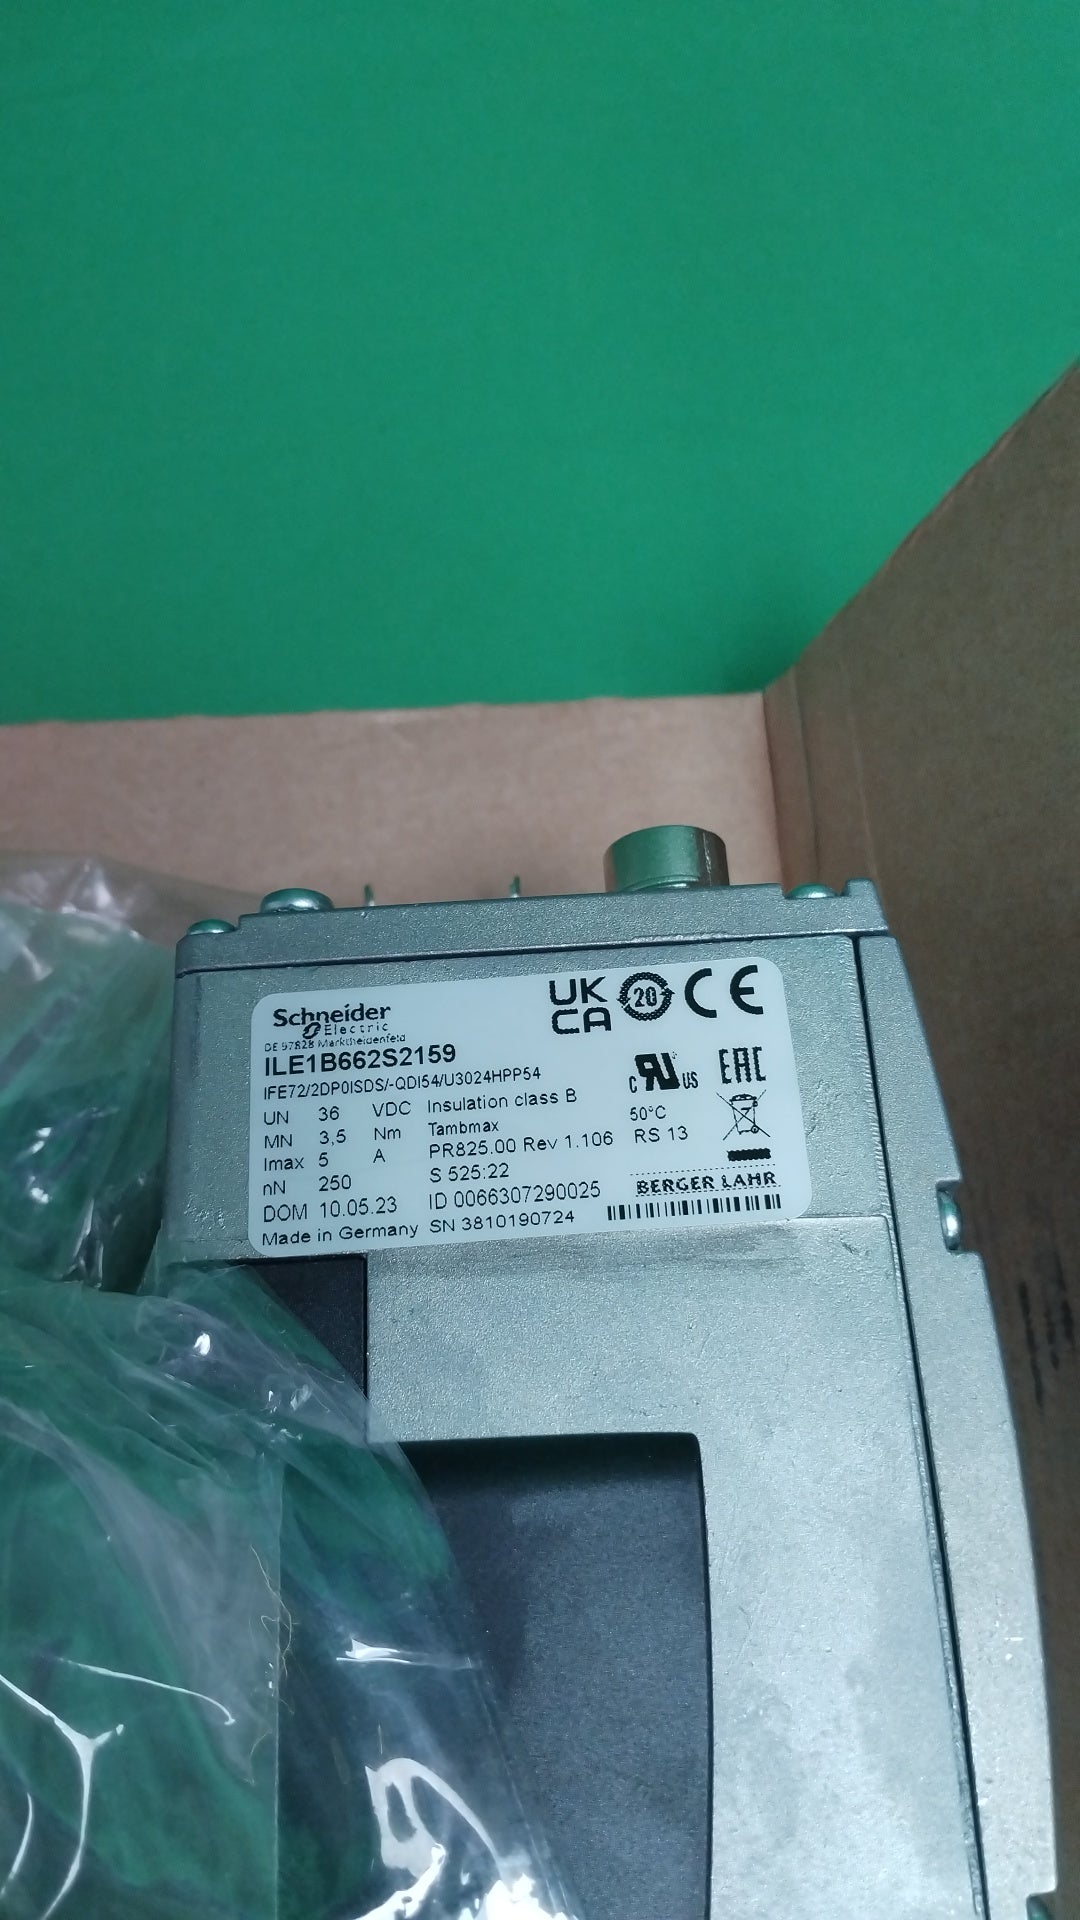 Schneider
Electric
DE 97828 Marktheidenfeld
UK
CA
20
CE
ILE1B662S2159
IFE72/2DP0ISDS/-QDI54/U3024HPP54
c RU US
EAC
UN 36 VDC Insulation class B
MN 3,5 Nm Tambmax 50°C
Imax 5 A PR825.00 Rev 1.106 RS 13
nN 250 S 525:22
DOM 10.05.23 ID 0066307290025
BERGER LAHR
Made in Germany SN 3810190724